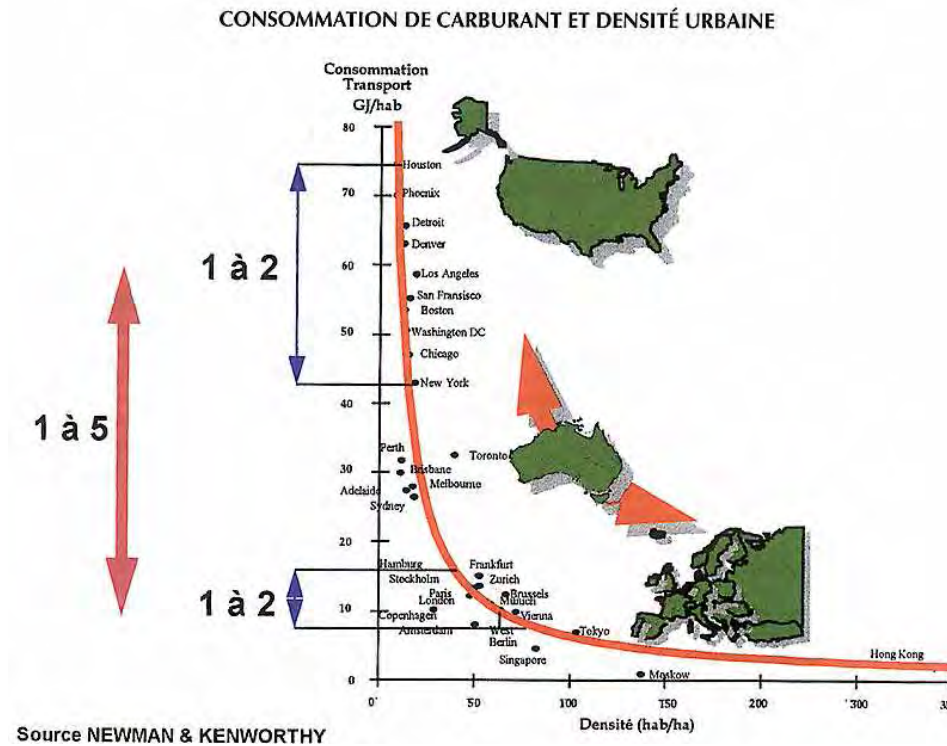 CONSOMMATION DE CARBURANT ET DENSITÉ URBAINE
Consommation
Transport
GJ/hab
80
Houston
70
Phoenix
Detroit
Denver
1 à 2
60
Los Angeles
San Fransisco
Boston
50
Washington DC
Chicago
New York
40
1 à 5
Perth
Toronto
30
Brisbane
Melbourne
Adelaide
Sydney
20
Hamburg
Frankfurt
Stockholm
Zurich
Paris
Brussels
London
Munich
1 à 2
10
Copenhagen
Vienna
Amsterdam
West
Berlin
Tokyo
Singapore
Hong Kong
Moskow
0
0
50
100
150
200
300
Densité (hab/ha)
Source NEWMAN & KENWORTHY